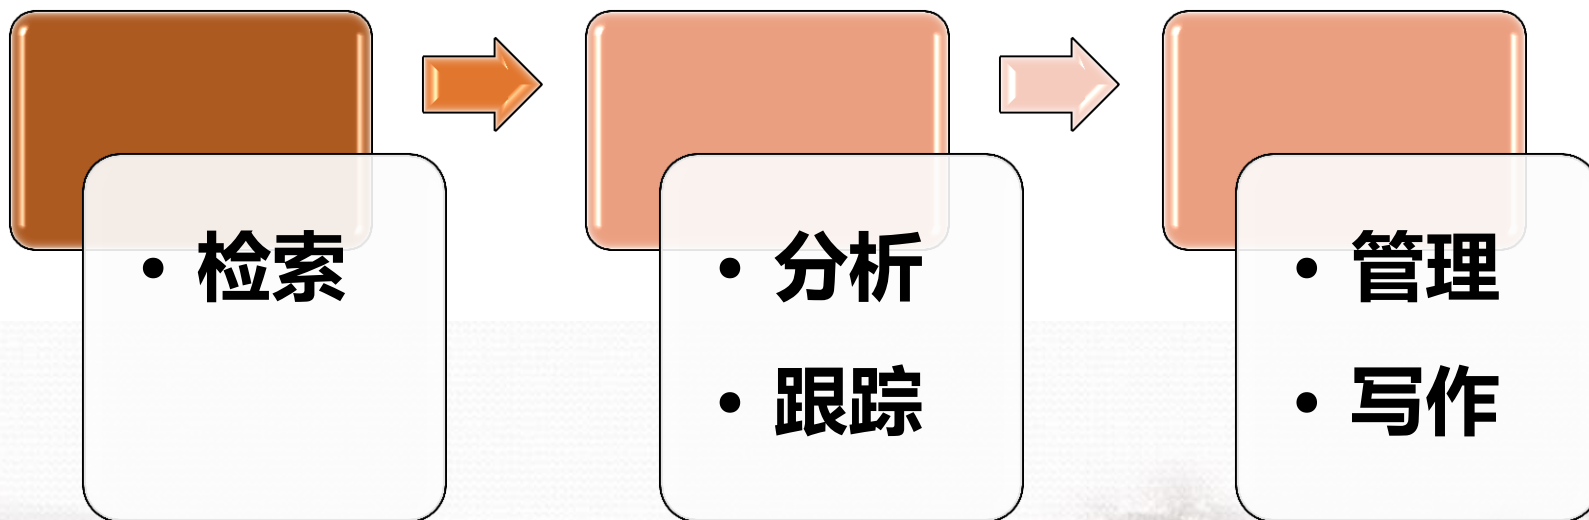 • 检索
• 分析
• 跟踪
• 管理
• 写作